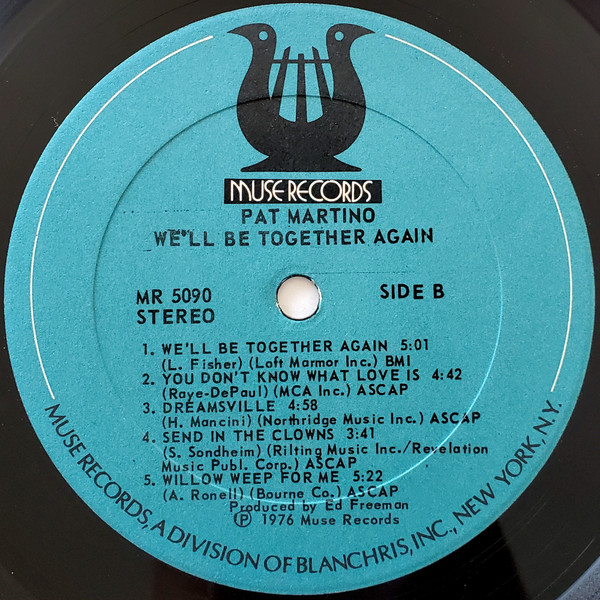 MUSE RECORDS
PAT MARTINO
WE'LL BE TOGETHER AGAIN
MR 5090
STEREO
SIDE B
1. WE'LL BE TOGETHER AGAIN 5:01
(L. Fisher) (Loft Marmor Inc.) BMI
2. YOU DON'T KNOW WHAT LOVE IS 4:42
(Raye-DePaul) (MCA Inc.) ASCAP
3. DREAMSVILLE 4:58
(H. Mancini) (Northridge Music Inc.) ASCAP
4. SEND IN THE CLOWNS 3:41
(S. Sondheim) (Rilting Music Inc./Revelation
Music Publ. Corp.) ASCAP
5. WILLOW WEEP FOR ME 5:22
(A. Ronell) (Bourne Co.) ASCAP
Produced by Ed Freeman
Ⓟ 1976 Muse Records
MUSE RECORDS, A DIVISION OF BLANCHRIS, INC., NEW YORK, N.Y.